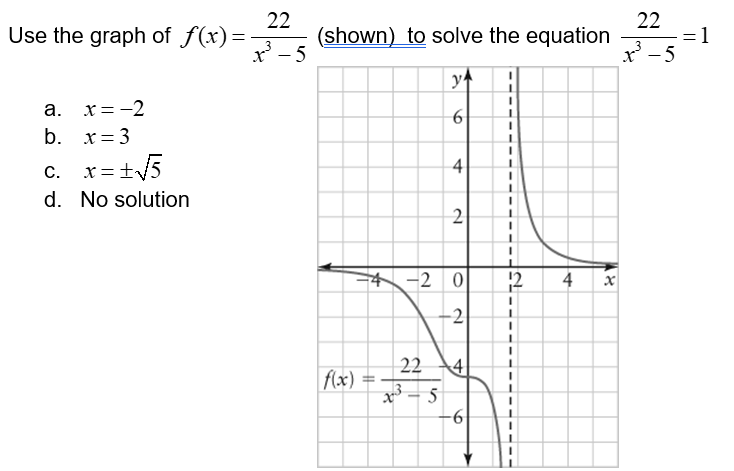 Use the graph of f(x) = 22/(x³ – 5) (shown) to solve the equation 22/(x³ – 5) = 1
a. x = –2
b. x = 3
c. x = ±√5
d. No solution
y
6
4
2
–4 –2 0 2 4 x
–2
–4
f(x) = 22/(x³ – 5)
–6